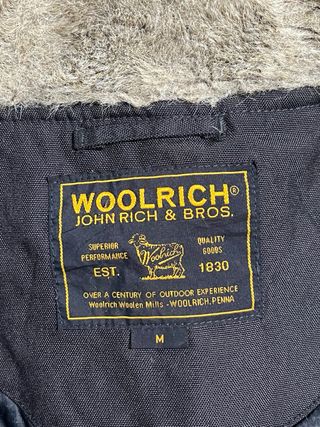 WOOLRICH®
JOHN RICH & BROS.
SUPERIOR PERFORMANCE
Woolrich
QUALITY GOODS
EST. 1830
OVER A CENTURY OF OUTDOOR EXPERIENCE
Woolrich Woolen Mills - WOOLRICH, PENNA
M